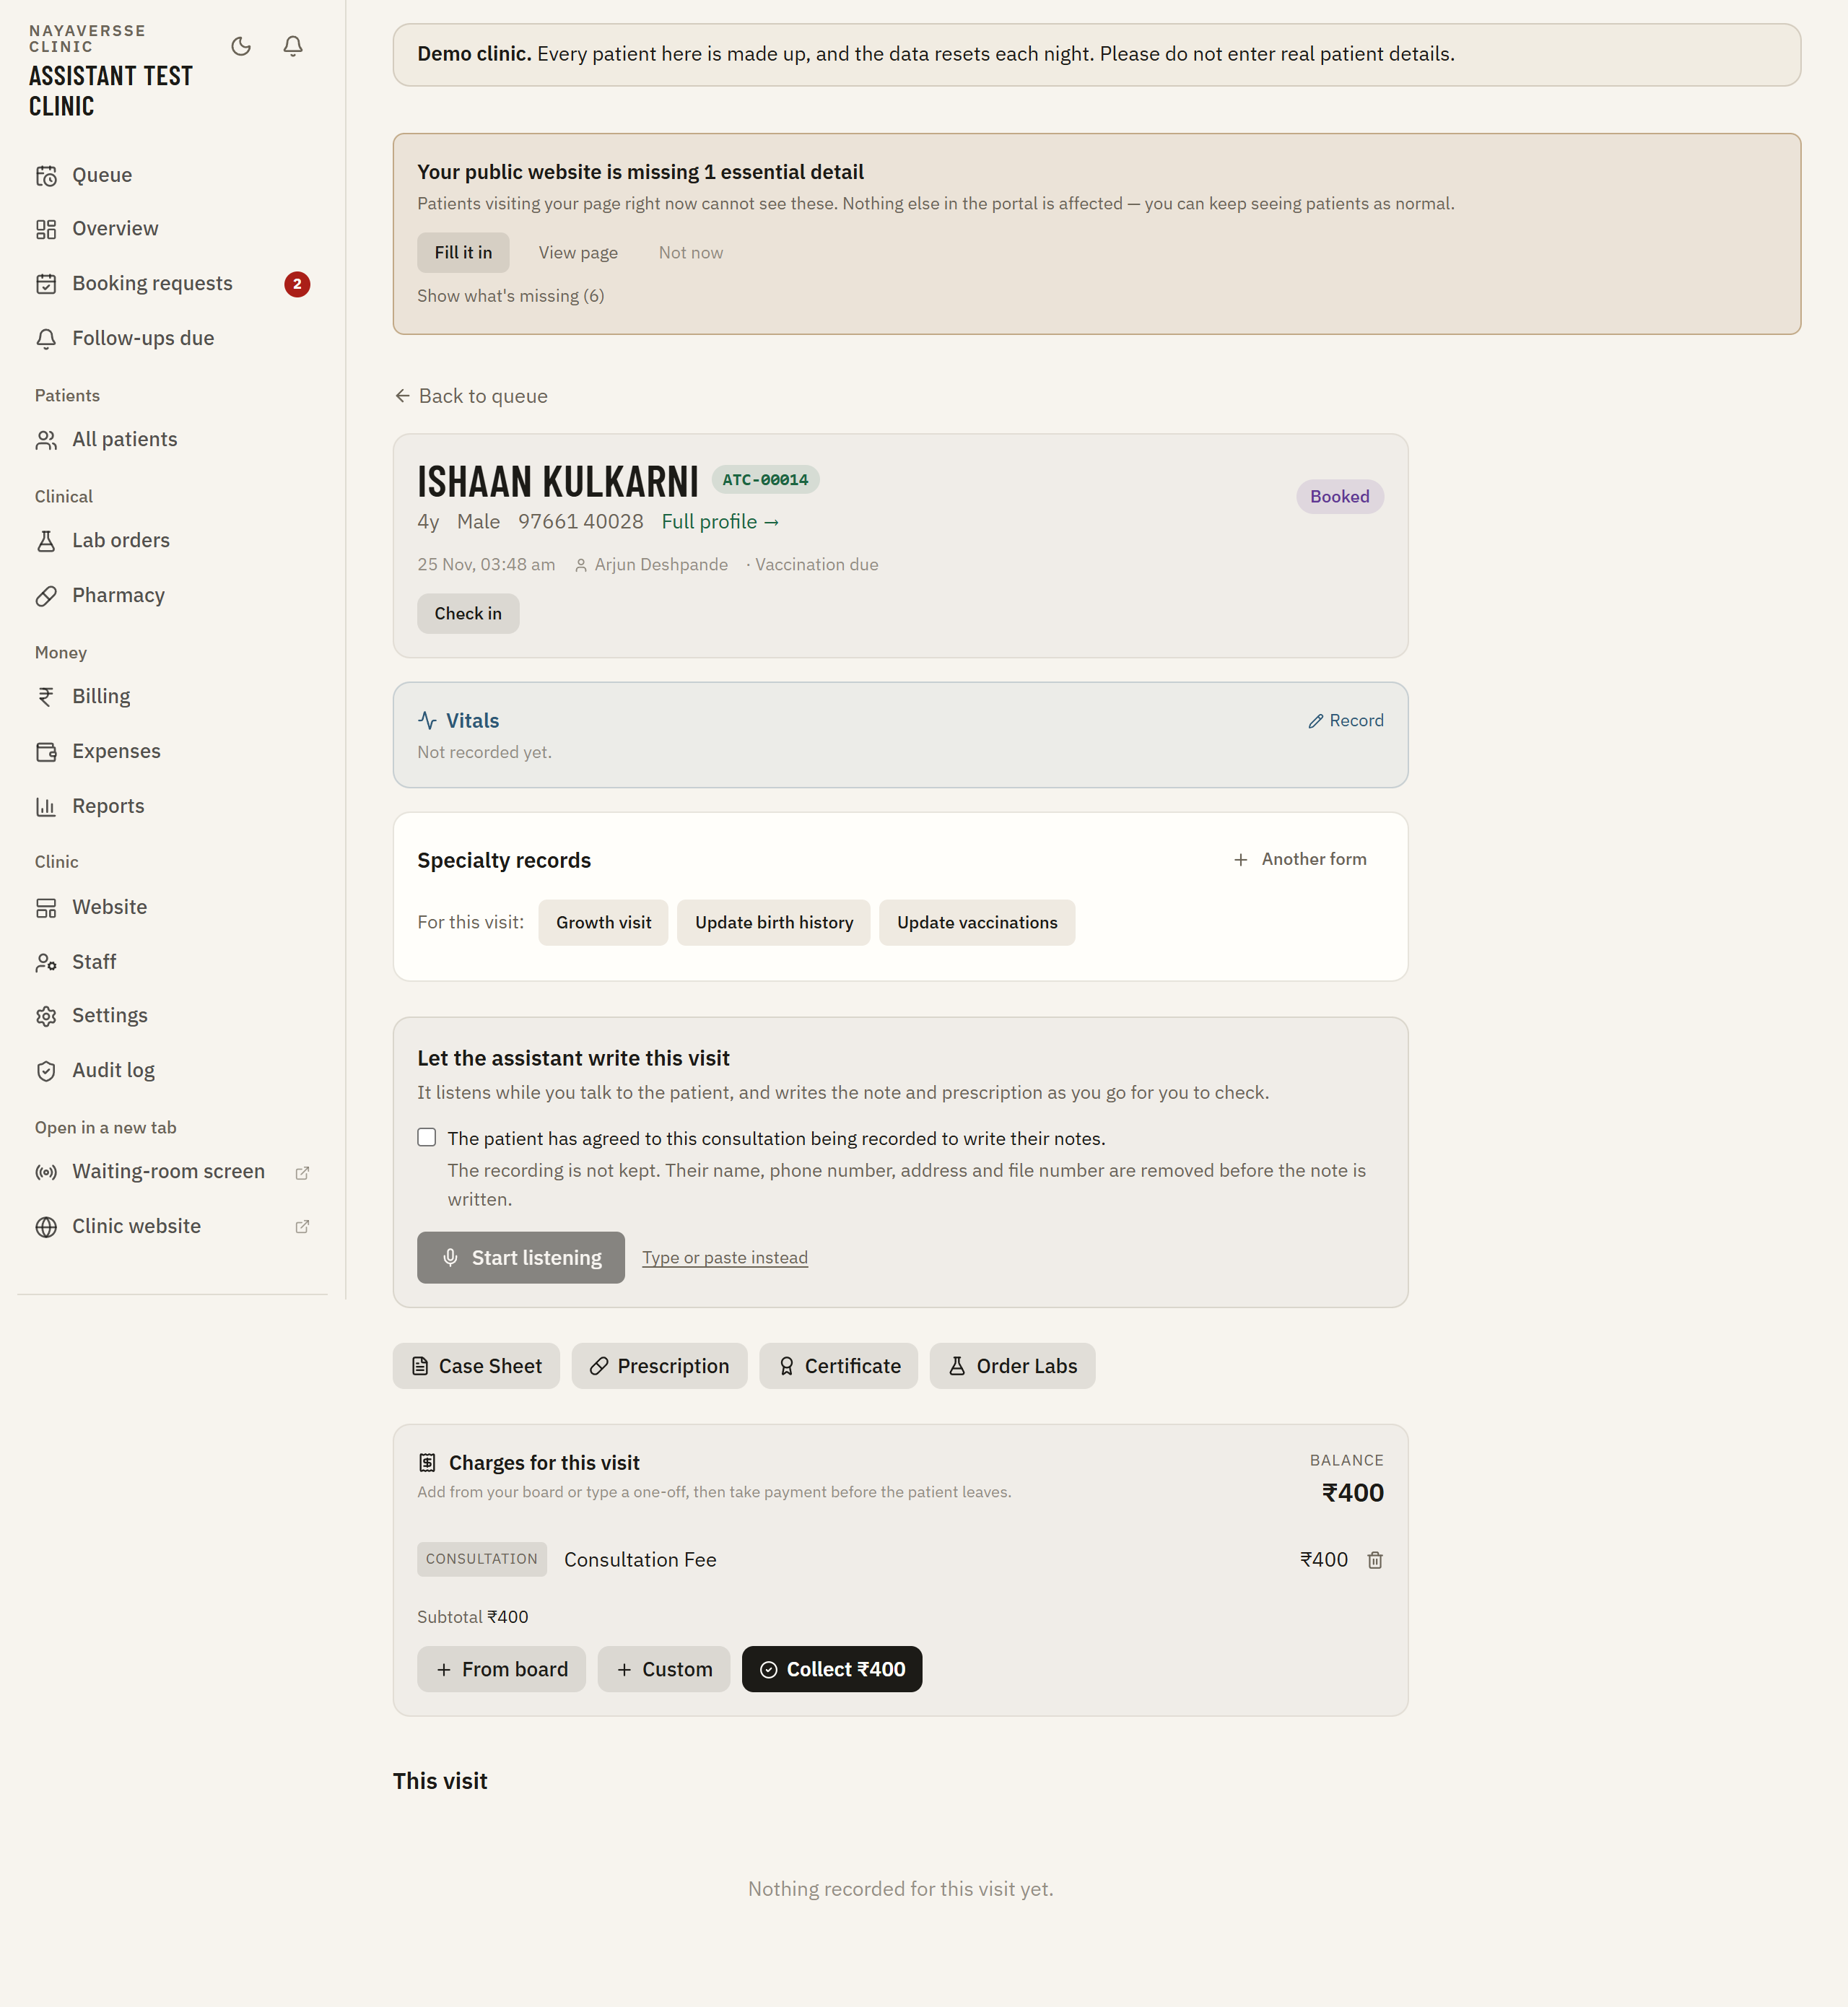 NAYAVERSSE
CLINIC
ASSISTANT TEST
CLINIC
Queue
Overview
Booking requests 2
Follow-ups due
Patients
All patients
Clinical
Lab orders
Pharmacy
Money
Billing
Expenses
Reports
Clinic
Website
Staff
Settings
Audit log
Open in a new tab
Waiting-room screen
Clinic website
Demo clinic. Every patient here is made up, and the data resets each night. Please do not enter real patient details.
Your public website is missing 1 essential detail
Patients visiting your page right now cannot see these. Nothing else in the portal is affected — you can keep seeing patients as normal.
Fill it in View page Not now
Show what's missing (6)
← Back to queue
ISHAAN KULKARNI ATC-00014
Booked
4y Male 97661 40028 Full profile →
25 Nov, 03:48 am Arjun Deshpande · Vaccination due
Check in
Vitals Record
Not recorded yet.
Specialty records + Another form
For this visit: Growth visit Update birth history Update vaccinations
Let the assistant write this visit
It listens while you talk to the patient, and writes the note and prescription as you go for you to check.
The patient has agreed to this consultation being recorded to write their notes.
The recording is not kept. Their name, phone number, address and file number are removed before the note is
written.
Start listening Type or paste instead
Case Sheet Prescription Certificate Order Labs
Charges for this visit BALANCE
Add from your board or type a one-off, then take payment before the patient leaves. ₹400
CONSULTATION Consultation Fee ₹400
Subtotal ₹400
+ From board + Custom Collect ₹400
This visit
Nothing recorded for this visit yet.